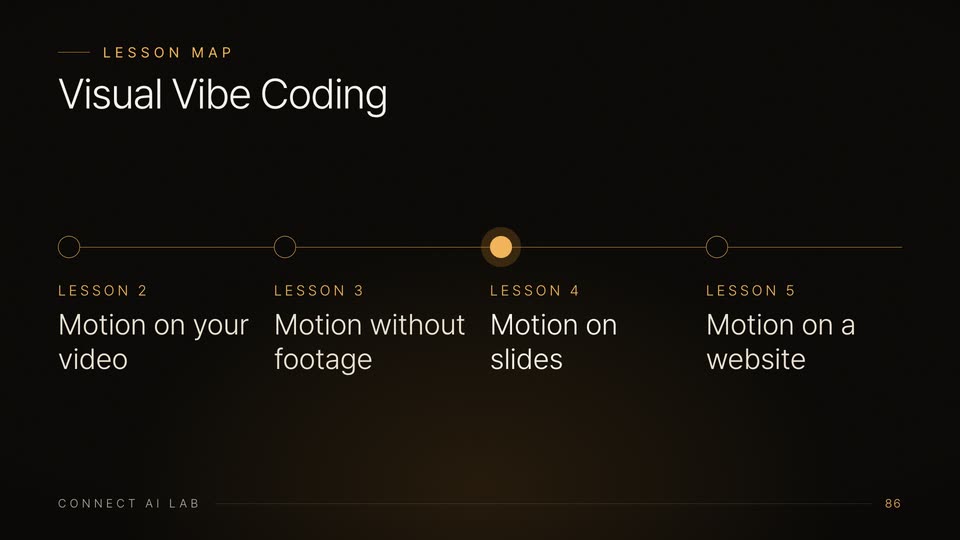 LESSON MAP
Visual Vibe Coding
LESSON 2
Motion on your
video
LESSON 3
Motion without
footage
LESSON 4
Motion on
slides
LESSON 5
Motion on a
website
CONNECT AI LAB
86